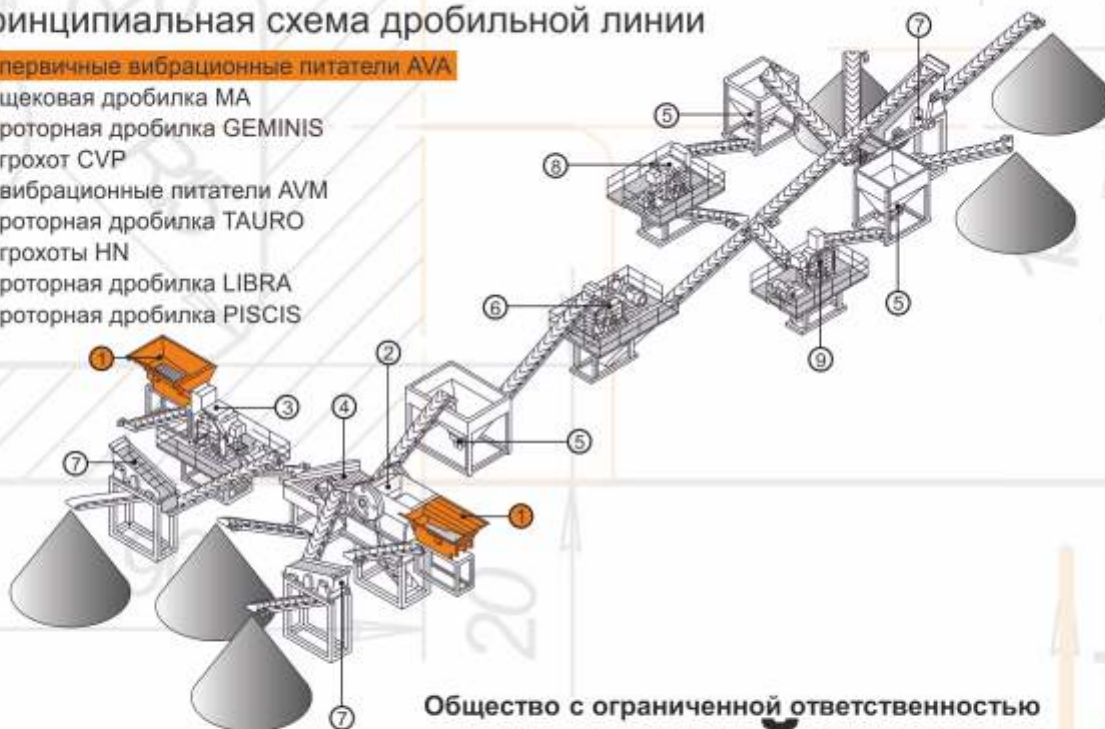 ринципиальная схема дробильной линии
первичные вибрационные питатели AVA
щековая дробилка MA
роторная дробилка GEMINIS
грохот CVP
вибрационные питатели AVM
роторная дробилка TAURO
грохоты HN
роторная дробилка LIBRA
роторная дробилка PISCIS
7
5
8
6
5
9
1
2
3
4
5
7
1
7
20
Общество с ограниченной ответственностью